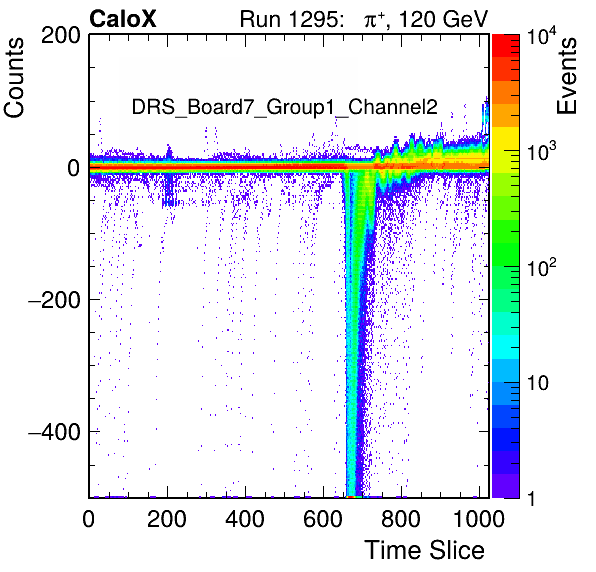 CaloX Run 1295: π⁺, 120 GeV
DRS_Board7_Group1_Channel2
Counts
200
0
−200
−400
0 200 400 600 800 1000
Time Slice
Events
10⁴
10³
10²
10
1